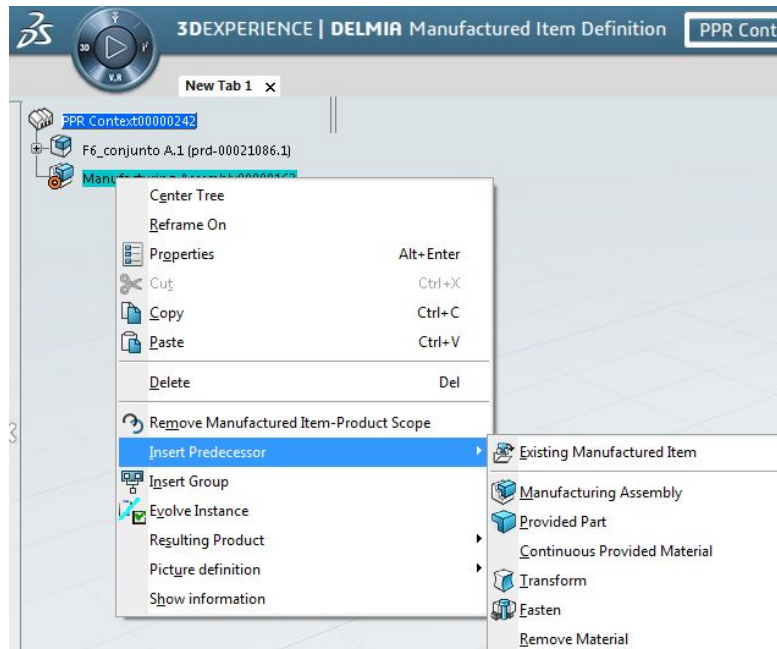 3DEXPERIENCE | DELMIA Manufactured Item Definition
PPR Cont
3D
V.R
New Tab 1 x
PPR Context00000242
F6_conjunto A.1 (prd-00021086.1)
Center Tree
Reframe On
Properties Alt+Enter
Cut Ctrl+X
Copy Ctrl+C
Paste Ctrl+V
Delete Del
Remove Manufactured Item-Product Scope
Insert Predecessor
Insert Group
Evolve Instance
Resulting Product
Picture definition
Show information
Existing Manufactured Item
Manufacturing Assembly
Provided Part
Continuous Provided Material
Transform
Fasten
Remove Material